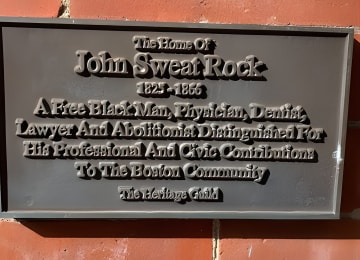 The Home Of
John Sweat Rock
1825-1866
A Free Black Man, Physician, Dentist,
Lawyer And Abolitionist Distinguished For
His Professional And Civic Contributions
To The Boston Community
The Heritage Guild